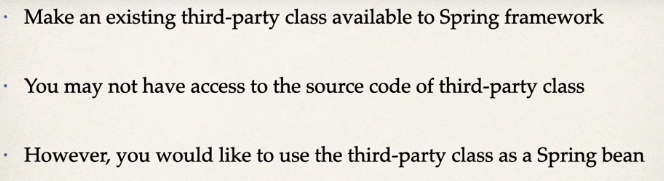 • Make an existing third-party class available to Spring framework
• You may not have access to the source code of third-party class
• However, you would like to use the third-party class as a Spring bean